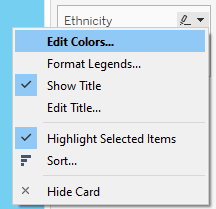 Ethnicity
Edit Colors...
Format Legends...
Show Title
Edit Title...
Highlight Selected Items
Sort...
Hide Card